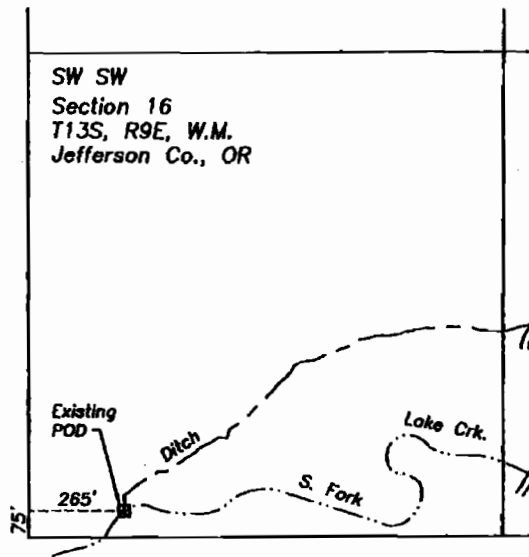 SW SW
Section 16
T13S, R9E, W.M.
Jefferson Co., OR
Existing
POD
Ditch
Lake Crk.
S. Fork
265'
75'